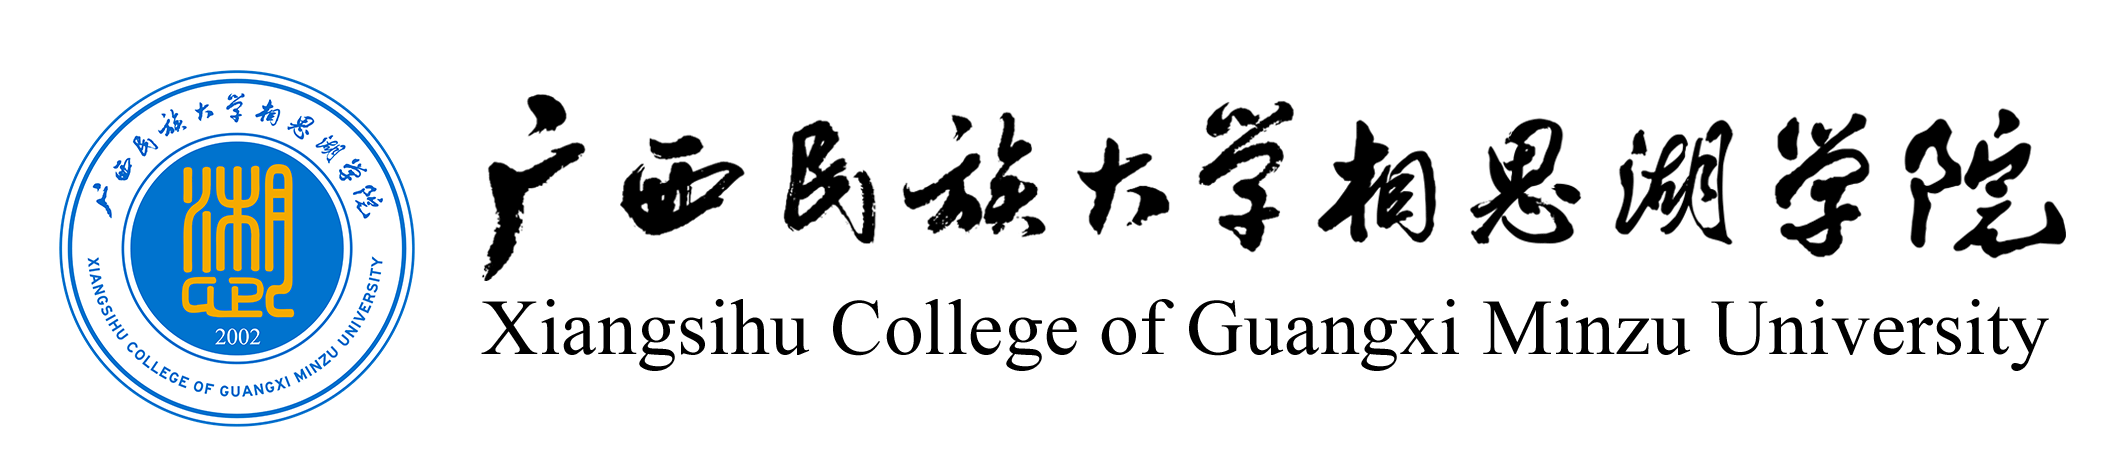 广西民族大学相思湖学院
湖
2002
XIANGSIHU COLLEGE OF GUANGXI MINZU UNIVERSITY
广西民族大学相思湖学院
Xiangsihu College of Guangxi Minzu University